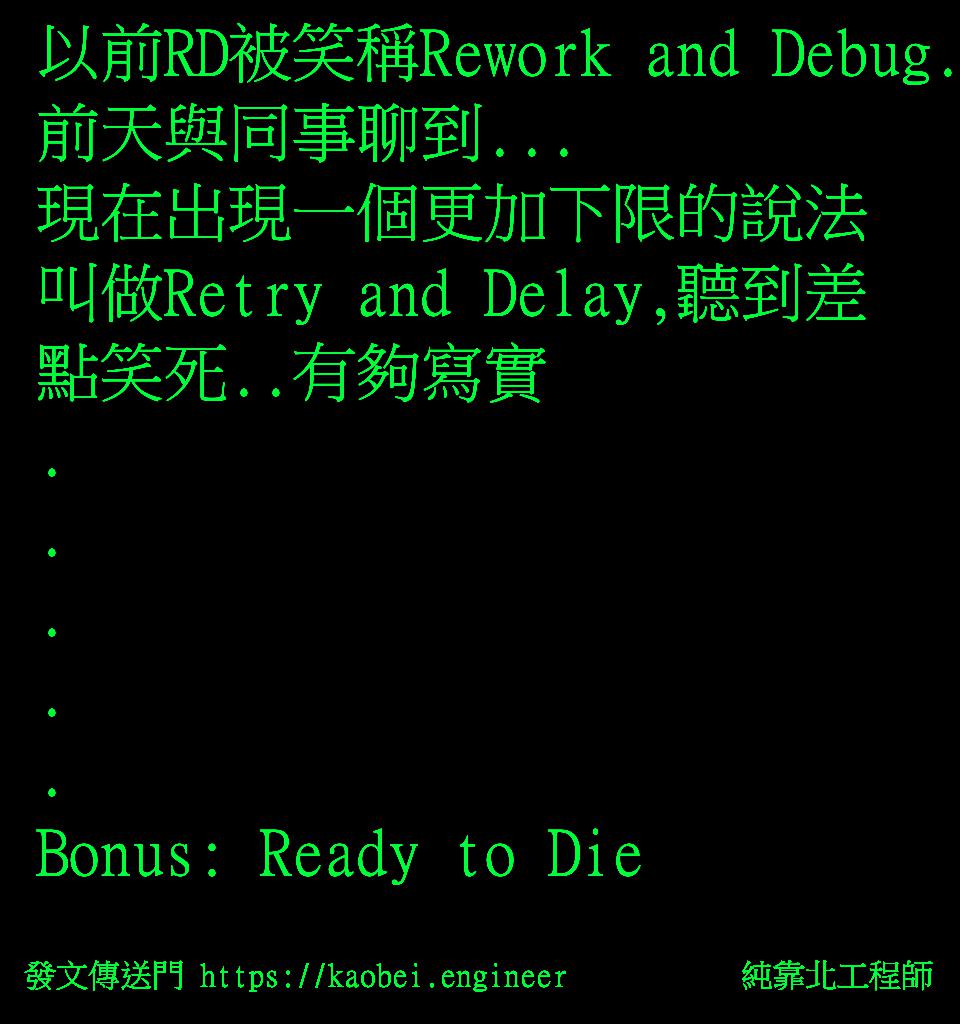 以前RD被笑稱Rework and Debug.
前天與同事聊到...
現在出現一個更加下限的說法
叫做Retry and Delay,聽到差
點笑死..有夠寫實
.
.
.
.
.
Bonus: Ready to Die
發文傳送門 https://kaobei.engineer
純靠北工程師